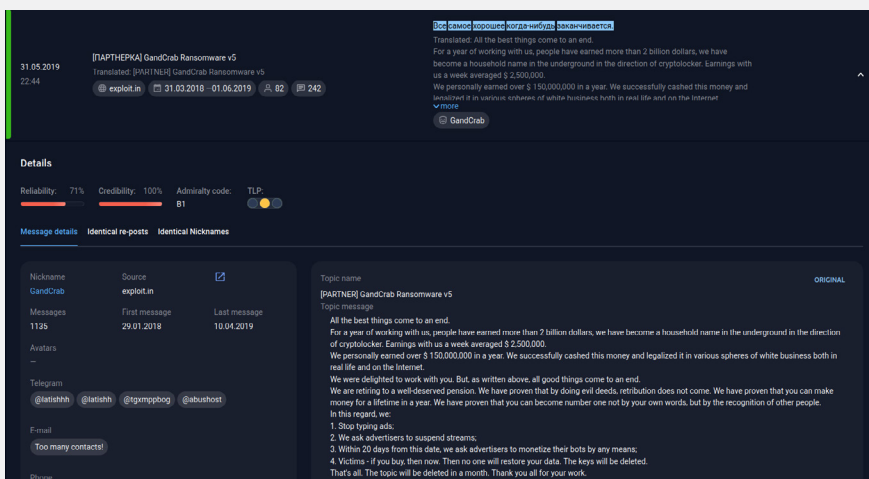 Все самое хорошее когда-нибудь заканчивается.
Translated: All the best things come to an end.
For a year of working with us, people have earned more than 2 billion dollars, we have
become a household name in the underground in the direction of cryptolocker. Earnings with
us a week averaged $ 2,500,000.
We personally earned over $ 150,000,000 in a year. We successfully cashed this money and
legalized it in various spheres of white business both in real life and on the Internet.
more
GandCrab
31.05.2019
22:44
[ПАРТНЕРКА] GandCrab Ransomware v5
Translated: [PARTNER] GandCrab Ransomware v5
exploit.in
31.03.2018 – 01.06.2019
82
242
Details
Reliability: 71%
Credibility: 100%
Admiralty code:
B1
TLP:
Message details
Identical re-posts
Identical Nicknames
Nickname
GandCrab
Source
exploit.in
Messages
1135
First message
29.01.2018
Last message
10.04.2019
Avatars
—
Telegram
@latishhh
@latishh
@tgxmppbog
@abushost
E-mail
Too many contacts!
Phone
Topic name
ORIGINAL
[PARTNER] GandCrab Ransomware v5
Topic message
All the best things come to an end.
For a year of working with us, people have earned more than 2 billion dollars, we have become a household name in the underground in the direction
of cryptolocker. Earnings with us a week averaged $ 2,500,000.
We personally earned over $ 150,000,000 in a year. We successfully cashed this money and legalized it in various spheres of white business both in
real life and on the Internet.
We were delighted to work with you. But, as written above, all good things come to an end.
We are retiring to a well-deserved pension. We have proven that by doing evil deeds, retribution does not come. We have proven that you can make
money for a lifetime in a year. We have proven that you can become number one not by your own words, but by the recognition of other people.
In this regard, we:
1. Stop typing ads;
2. We ask advertisers to suspend streams;
3. Within 20 days from this date, we ask advertisers to monetize their bots by any means;
4. Victims - if you buy, then now. Then no one will restore your data. The keys will be deleted.
That's all. The topic will be deleted in a month. Thank you all for your work.